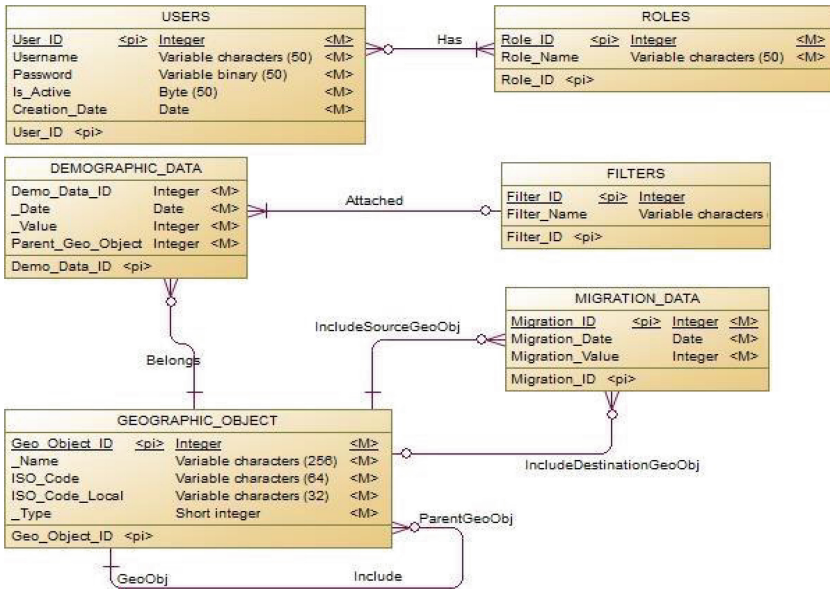 USERS
User_ID <pi> Integer <M>
Username Variable characters (50) <M>
Password Variable binary (50) <M>
Is_Active Byte (50) <M>
Creation_Date Date <M>
User_ID <pi>
Has
ROLES
Role_ID <pi> Integer <M>
Role_Name Variable characters (50) <M>
Role_ID <pi>
DEMOGRAPHIC_DATA
Demo_Data_ID Integer <M>
_Date Date <M>
_Value Integer <M>
Parent_Geo_Object Integer <M>
Demo_Data_ID <pi>
Attached
FILTERS
Filter_ID <pi> Integer
Filter_Name Variable characters (
Filter_ID <pi>
Belongs
IncludeSourceGeoObj
MIGRATION_DATA
Migration_ID <pi> Integer <M>
Migration_Date Date <M>
Migration_Value Integer <M>
Migration_ID <pi>
IncludeDestinationGeoObj
GEOGRAPHIC_OBJECT
Geo_Object_ID <pi> Integer <M>
_Name Variable characters (256) <M>
ISO_Code Variable characters (64) <M>
ISO_Code_Local Variable characters (32) <M>
_Type Short integer <M>
Geo_Object_ID <pi>
ParentGeoObj
GeoObj
Include